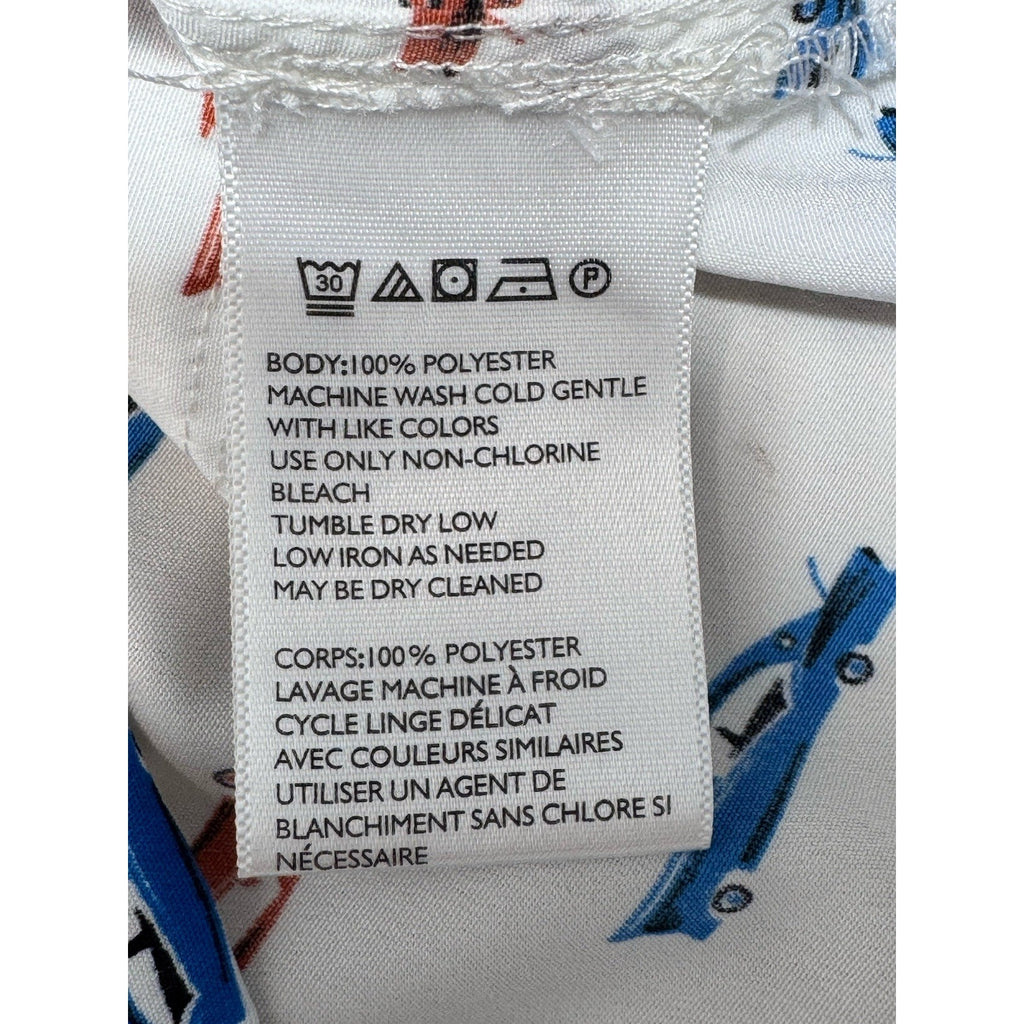 30 P
BODY:100% POLYESTER
MACHINE WASH COLD GENTLE
WITH LIKE COLORS
USE ONLY NON-CHLORINE
BLEACH
TUMBLE DRY LOW
LOW IRON AS NEEDED
MAY BE DRY CLEANED
CORPS:100% POLYESTER
LAVAGE MACHINE À FROID
CYCLE LINGE DÉLICAT
AVEC COULEURS SIMILAIRES
UTILISER UN AGENT DE
BLANCHIMENT SANS CHLORE SI
NÉCESSAIRE